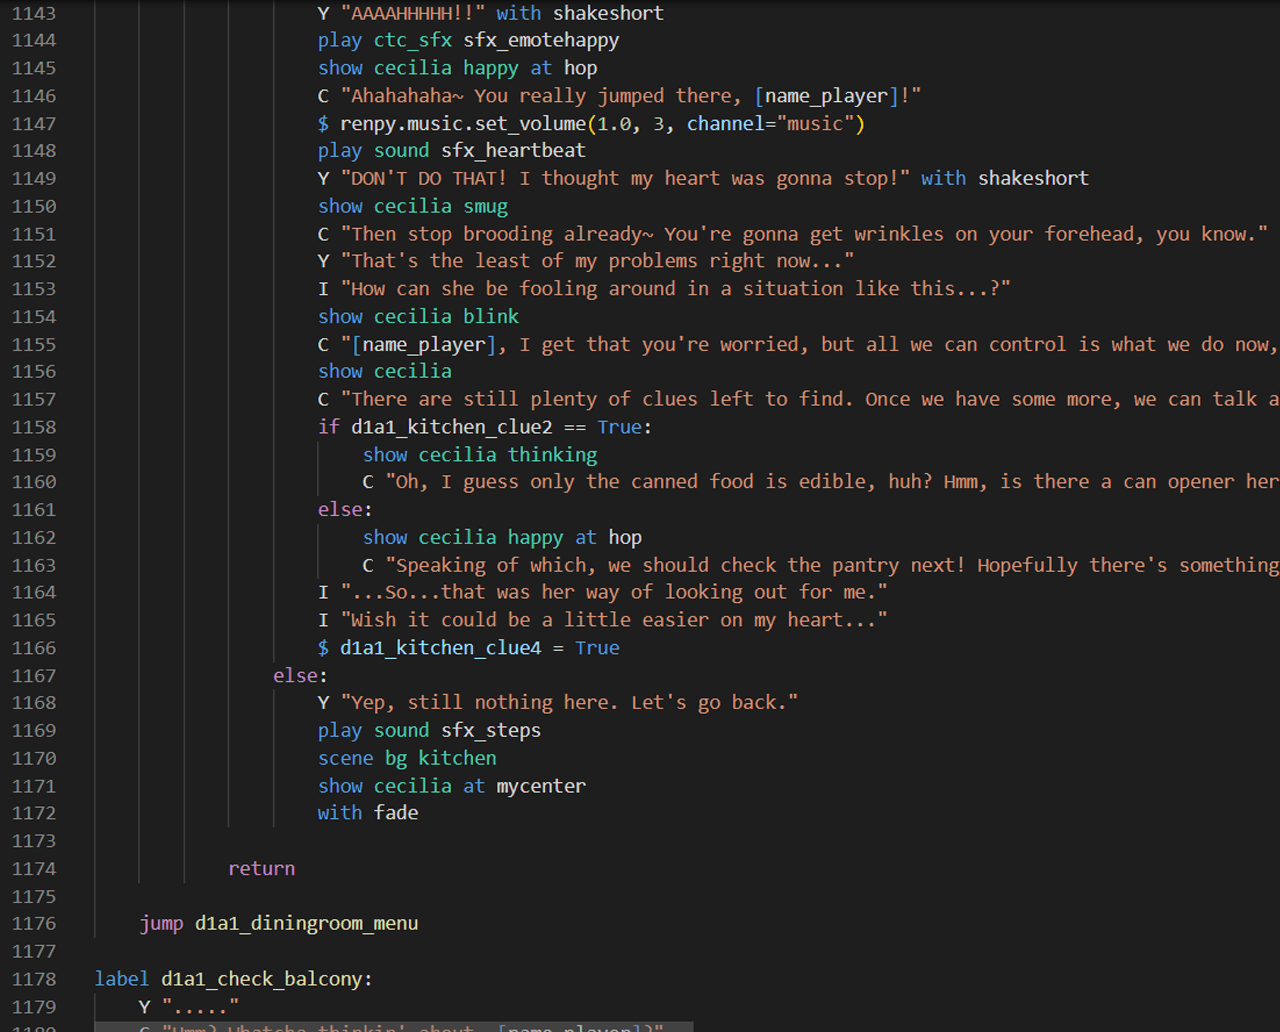 1143 Y "AAAAHHHHH!!" with shakeshort
1144 play ctc_sfx sfx_emotehappy
1145 show cecilia happy at hop
1146 C "Ahahahaha~ You really jumped there, [name_player]!"
1147 $ renpy.music.set_volume(1.0, 3, channel="music")
1148 play sound sfx_heartbeat
1149 Y "DON'T DO THAT! I thought my heart was gonna stop!" with shakeshort
1150 show cecilia smug
1151 C "Then stop brooding already~ You're gonna get wrinkles on your forehead, you know."
1152 Y "That's the least of my problems right now..."
1153 I "How can she be fooling around in a situation like this...?"
1154 show cecilia blink
1155 C "[name_player], I get that you're worried, but all we can control is what we do now,
1156 show cecilia
1157 C "There are still plenty of clues left to find. Once we have some more, we can talk a
1158 if d1a1_kitchen_clue2 == True:
1159 show cecilia thinking
1160 C "Oh, I guess only the canned food is edible, huh? Hmm, is there a can opener her
1161 else:
1162 show cecilia happy at hop
1163 C "Speaking of which, we should check the pantry next! Hopefully there's something
1164 I "...So...that was her way of looking out for me."
1165 I "Wish it could be a little easier on my heart..."
1166 $ d1a1_kitchen_clue4 = True
1167 else:
1168 Y "Yep, still nothing here. Let's go back."
1169 play sound sfx_steps
1170 scene bg kitchen
1171 show cecilia at mycenter
1172 with fade
1173
1174 return
1175
1176 jump d1a1_diningroom_menu
1177
1178 label d1a1_check_balcony:
1179 Y "....."
1180 C "Hmm? Whatcha thinkin' about, [name_player]?"